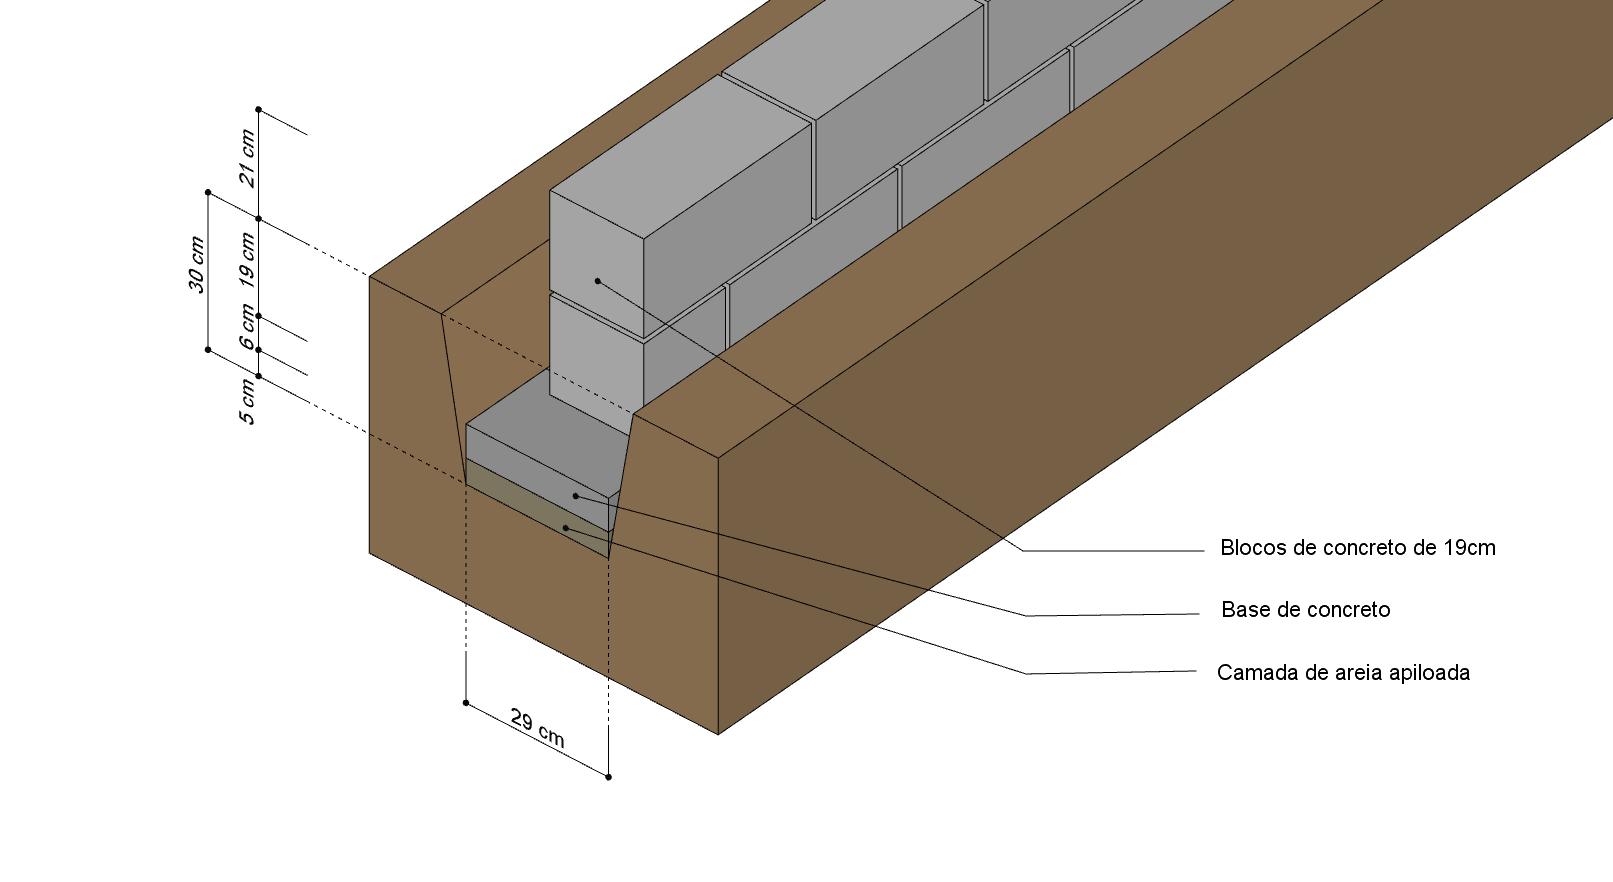 21 cm
19 cm
30 cm
6 cm
5 cm
Blocos de concreto de 19cm
Base de concreto
Camada de areia apiloada
29 cm